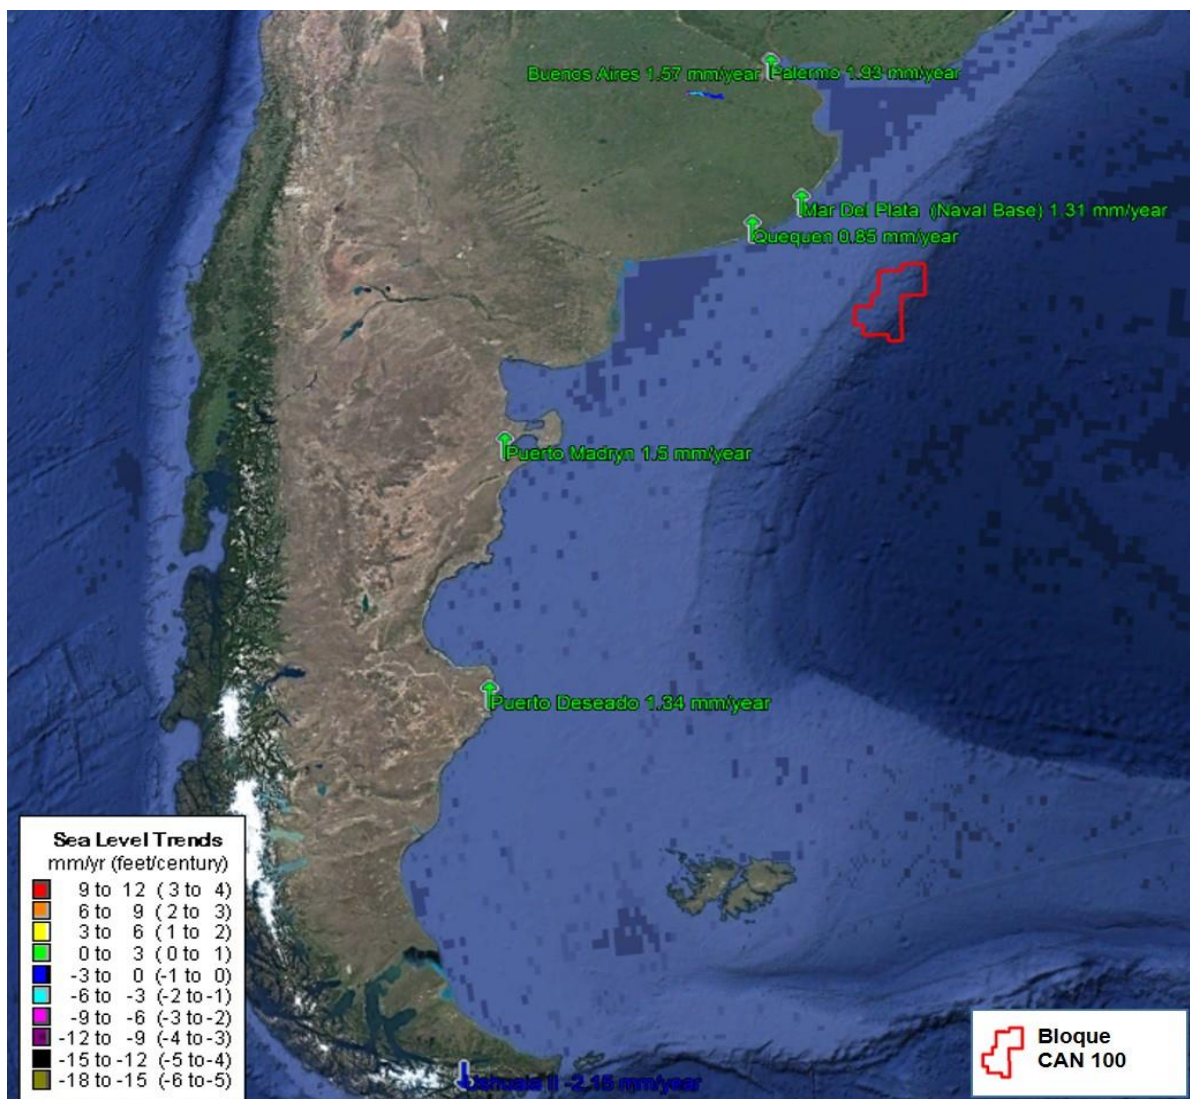 Buenos Aires 1.57 mm/year
Palermo 1.93 mm/year
Mar Del Plata (Naval Base) 1.31 mm/year
Quequen 0.85 mm/year
Puerto Madryn 1.5 mm/year
Puerto Deseado 1.34 mm/year
Ushuaia II -2.15 mm/year
Sea Level Trends
mm/yr (feet/century)
9 to 12 (3 to 4)
6 to 9 (2 to 3)
3 to 6 (1 to 2)
0 to 3 (0 to 1)
-3 to 0 (-1 to 0)
-6 to -3 (-2 to -1)
-9 to -6 (-3 to -2)
-12 to -9 (-4 to -3)
-15 to -12 (-5 to -4)
-18 to -15 (-6 to -5)
Bloque
CAN 100